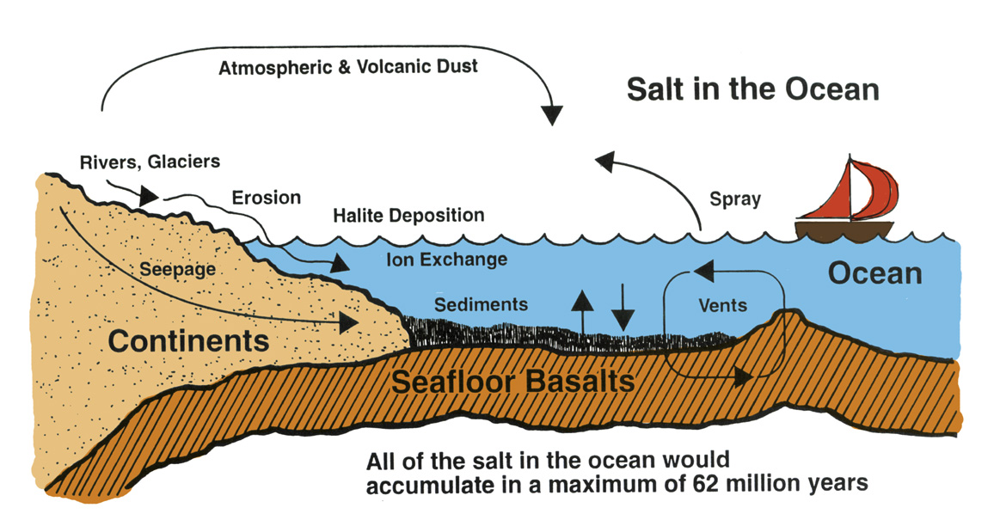 Atmospheric & Volcanic Dust
Salt in the Ocean
Rivers, Glaciers
Erosion
Spray
Halite Deposition
Ion Exchange
Seepage
Ocean
Sediments
Vents
Continents
Seafloor Basalts
All of the salt in the ocean would
accumulate in a maximum of 62 million years